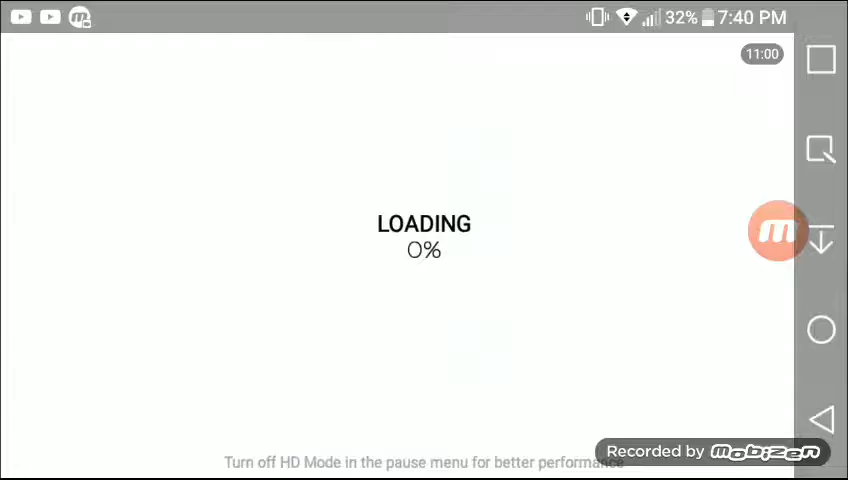 32% 7:40 PM
11:00
LOADING
0%
Turn off HD Mode in the pause menu for better performance
Recorded by mobizen